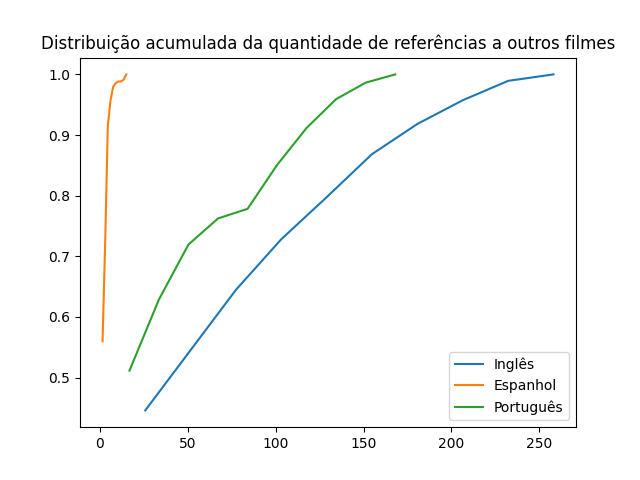 Distribuição acumulada da quantidade de referências a outros filmes
1.0
0.9
0.8
0.7
0.6
0.5
0 50 100 150 200 250
Inglês
Espanhol
Português